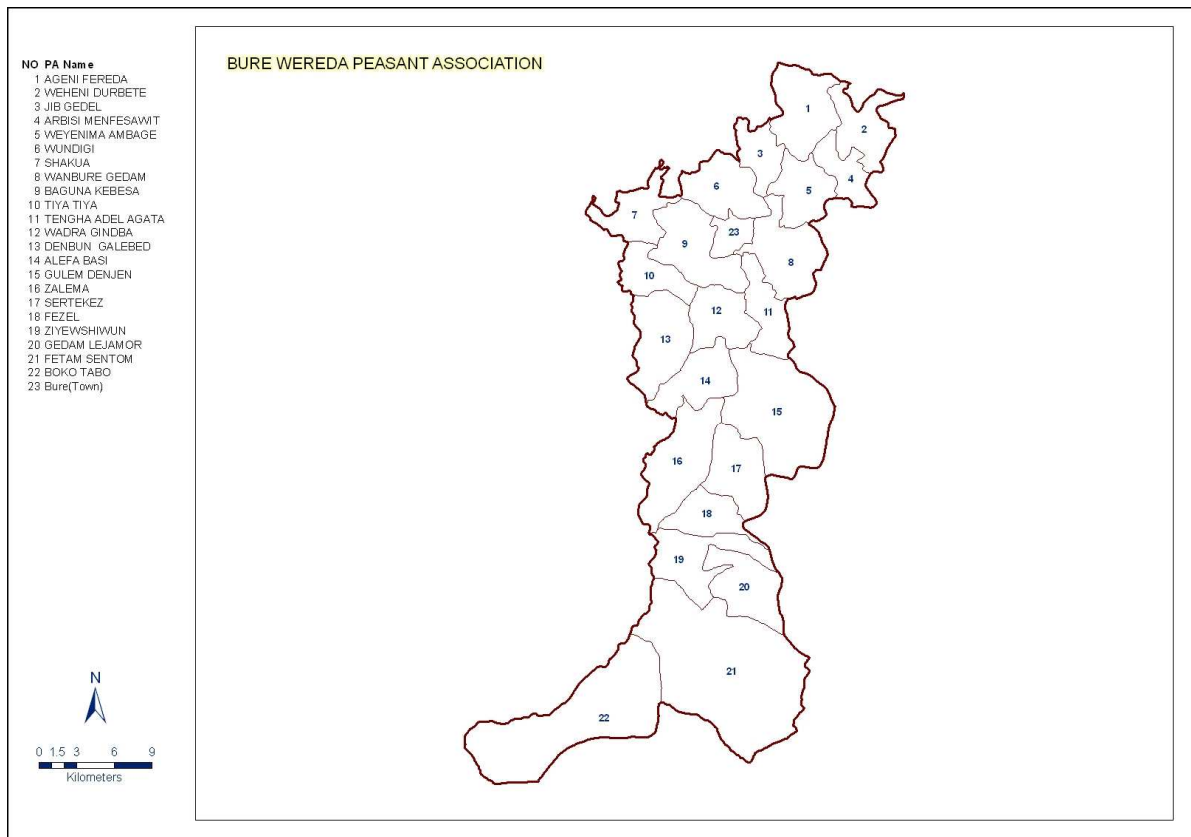 BURE WEREDA PEASANT ASSOCIATION
NO PA Name
1 AGENI FEREDA
2 WEHENI DURBETE
3 JIB GEDEL
4 ARBISI MENFESAWIT
5 WEYENIMA AMBAGE
6 WUNDIGI
7 SHAKUA
8 WANBURE GEDAM
9 BAGUNA KEBESA
10 TIYA TIYA
11 TENGHA ADEL AGATA
12 WADRA GINDBA
13 DENBUN GALEBED
14 ALEFA BASI
15 GULEM DENJEN
16 ZALEMA
17 SERTEKEZ
18 FEZEL
19 ZIYEWSHIWUN
20 GEDAM LEJAMOR
21 FETAM SENTOM
22 BOKO TABO
23 Bure(Town)
1
2
3
4
5
6
7
23
9
8
10
12
11
13
14
15
16
17
18
19
20
21
22
N
0 1.5 3 6 9
Kilometers